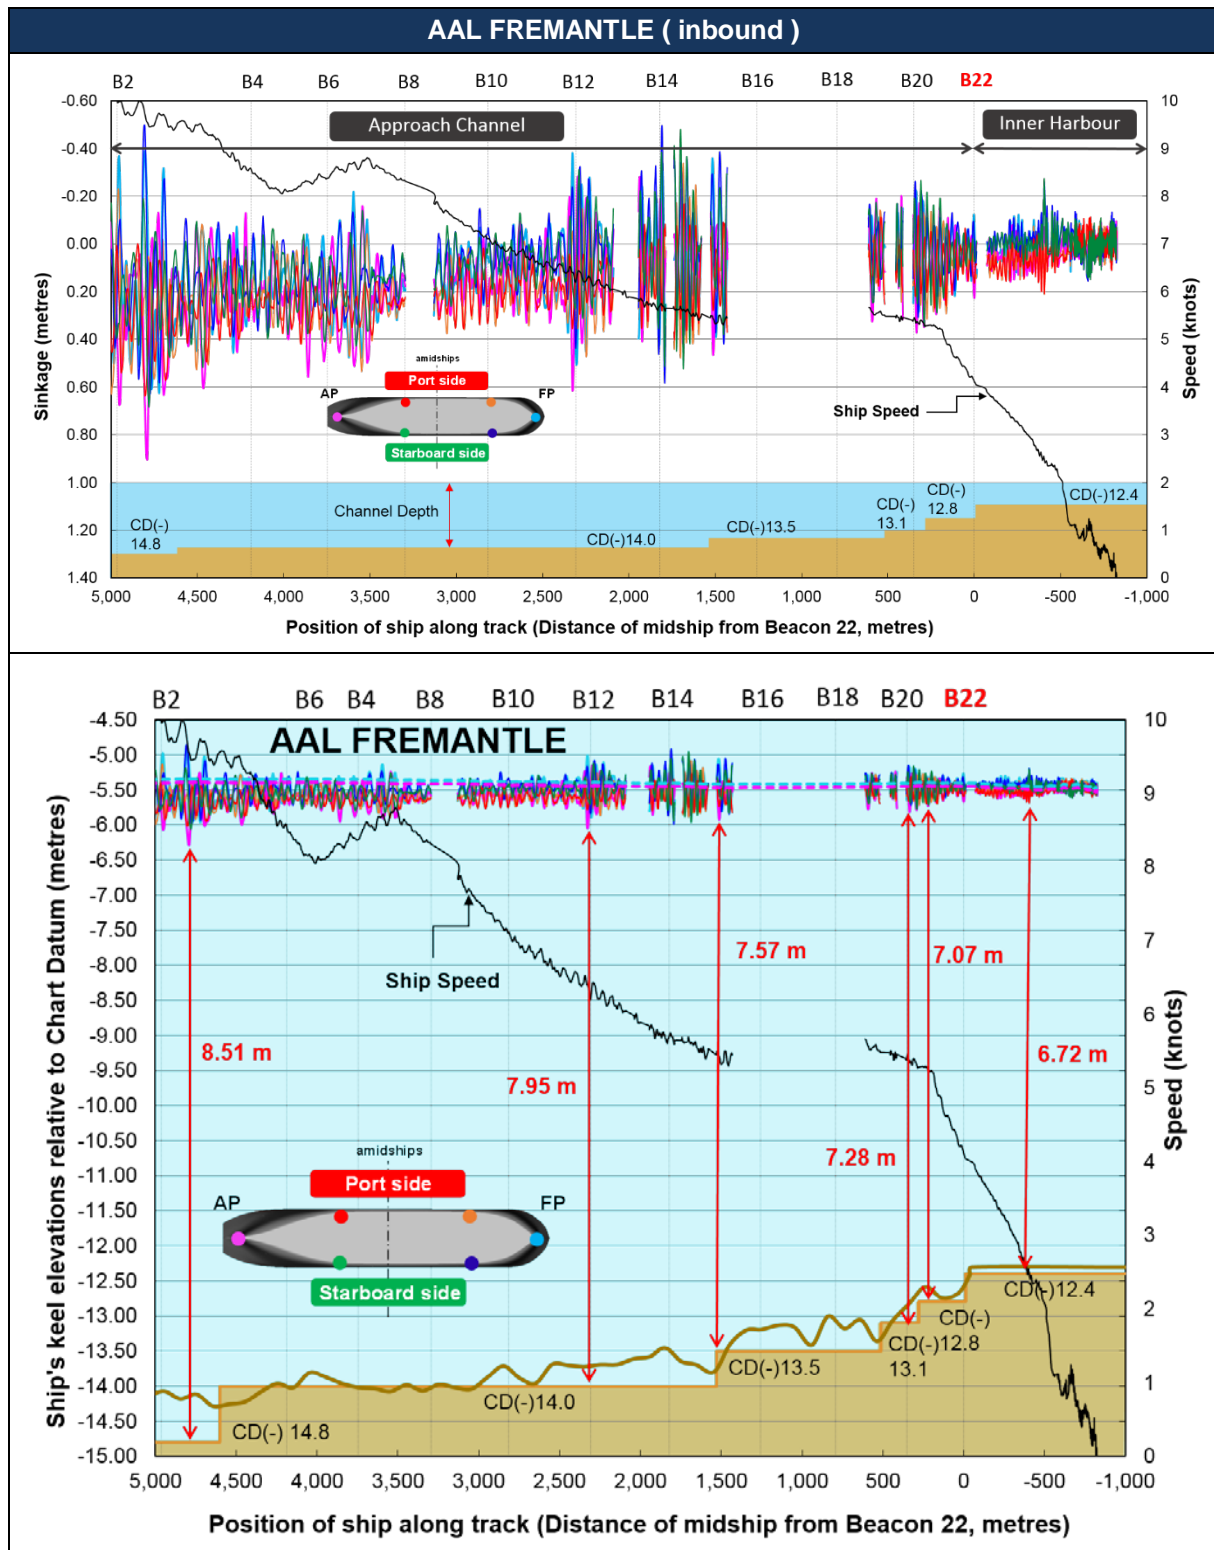 AAL FREMANTLE ( inbound )
B2 B4 B6 B8 B10 B12 B14 B16 B18 B20 B22
-0.60
-0.40
-0.20
0.00
0.20
0.40
0.60
0.80
1.00
1.20
1.40
Sinkage (metres)
10
9
8
7
6
5
4
3
2
1
0
Speed (knots)
Approach Channel
Inner Harbour
amidships
Port side
AP
FP
Starboard side
Ship Speed
Channel Depth
CD(-)
14.8
CD(-)14.0
CD(-)13.5
CD(-)
13.1
CD(-)
12.8
CD(-)12.4
5,000 4,500 4,000 3,500 3,000 2,500 2,000 1,500 1,000 500 0 -500 -1,000
Position of ship along track (Distance of midship from Beacon 22, metres)
B2 B6 B4 B8 B10 B12 B14 B16 B18 B20 B22
AAL FREMANTLE
-4.50
-5.00
-5.50
-6.00
-6.50
-7.00
-7.50
-8.00
-8.50
-9.00
-9.50
-10.00
-10.50
-11.00
-11.50
-12.00
-12.50
-13.00
-13.50
-14.00
-14.50
-15.00
Ship's keel elevations relative to Chart Datum (metres)
10
9
8
7
6
5
4
3
2
1
0
Speed (knots)
Ship Speed
8.51 m
7.95 m
7.57 m
7.28 m
7.07 m
6.72 m
amidships
Port side
AP
FP
Starboard side
CD(-) 14.8
CD(-)14.0
CD(-)13.5
CD(-)
CD(-)12.8
13.1
CD(-)12.4
5,000 4,500 4,000 3,500 3,000 2,500 2,000 1,500 1,000 500 0 -500 -1,000
Position of ship along track (Distance of midship from Beacon 22, metres)